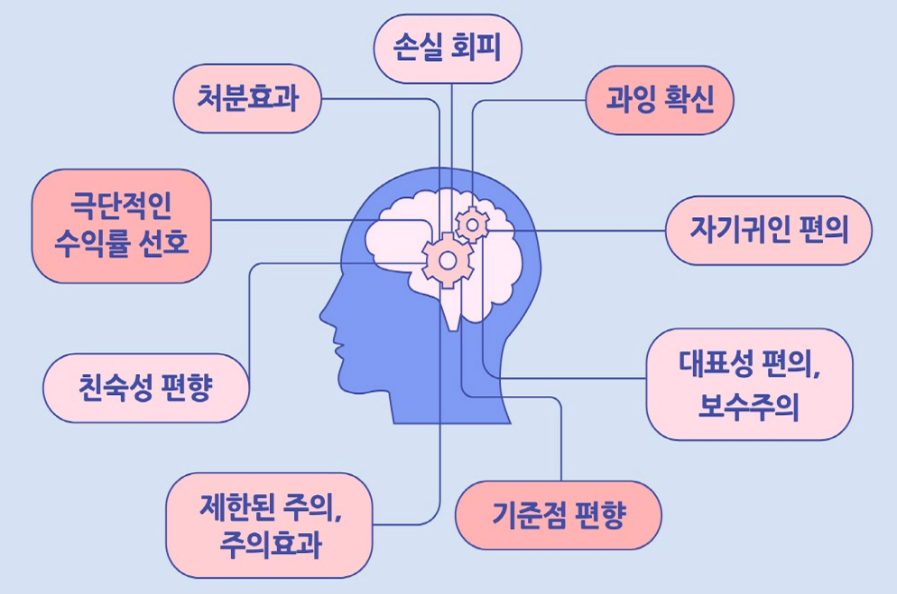 손실 회피
처분효과
과잉 확신
극단적인
수익률 선호
자기귀인 편의
친숙성 편향
대표성 편의,
보수주의
제한된 주의,
주의효과
기준점 편향